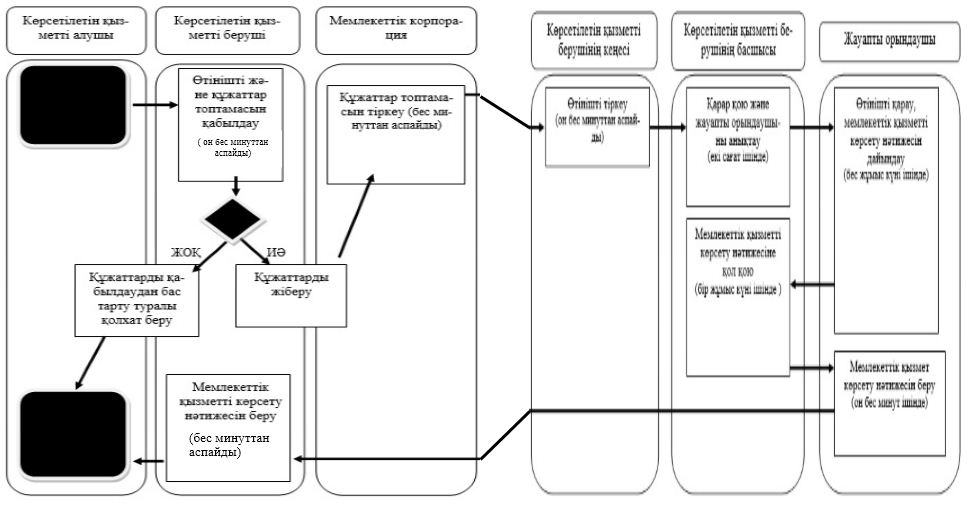 Көрсетілетін қыз-
метті алушы
Көрсетілетін қыз-
метті беруші
Мемлекеттік корпора-
ция
Көрсетілетін қызметті
берушінің кеңесі
Көрсетілетін қызметті бе-
рушінің басшысы
Жауапты орындаушы
Өтінішті жә-
не құжаттар
топтамасын
қабылдау
( он бес минуттан
аспайды)
ЖОҚ
ИӘ
Құжаттарды қа-
былдаудан бас
тарту туралы
қолхат беру
Құжаттарды
жіберу
Мемлекеттік
қызметті көрсету
нәтижесін беру
(бес минуттан
аспайды)
Құжаттар топтама-
сын тіркеу (бес ми-
нуттан аспайды)
Өтінішті тіркеу
(он бес минуттан аспай-
ды)
Қарар қою және
жауапты орындаушы-
ны анықтау
(екі сағат ішінде)
Мемлекеттік қызметті
көрсету нәтижесіне
қол қою
(бір жұмыс күні ішінде )
Өтінішті қарау,
мемлекеттік қызметті
көрсету нәтижесін
дайындау
(бес жұмыс күні ішінде)
Мемлекеттік қызмет
көрсету нәтижесін беру
(он бес минут ішінде)